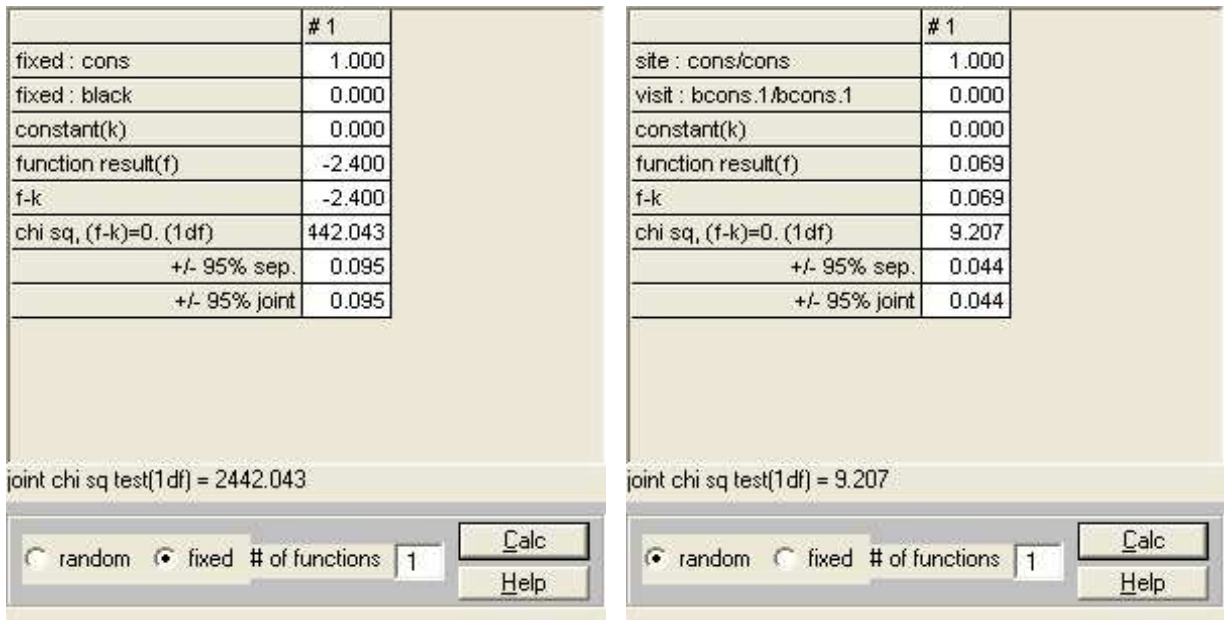 # 1
fixed : cons 1.000
fixed : black 0.000
constant(k) 0.000
function result(f) -2.400
f-k -2.400
chi sq, (f-k)=0. (1df) 442.043
+/- 95% sep. 0.095
+/- 95% joint 0.095
joint chi sq test(1df) = 2442.043
random fixed # of functions 1
Calc
Help
# 1
site : cons/cons 1.000
visit : bcons.1/bcons.1 0.000
constant(k) 0.000
function result(f) 0.069
f-k 0.069
chi sq, (f-k)=0. (1df) 9.207
+/- 95% sep. 0.044
+/- 95% joint 0.044
joint chi sq test(1df) = 9.207
random fixed # of functions 1
Calc
Help